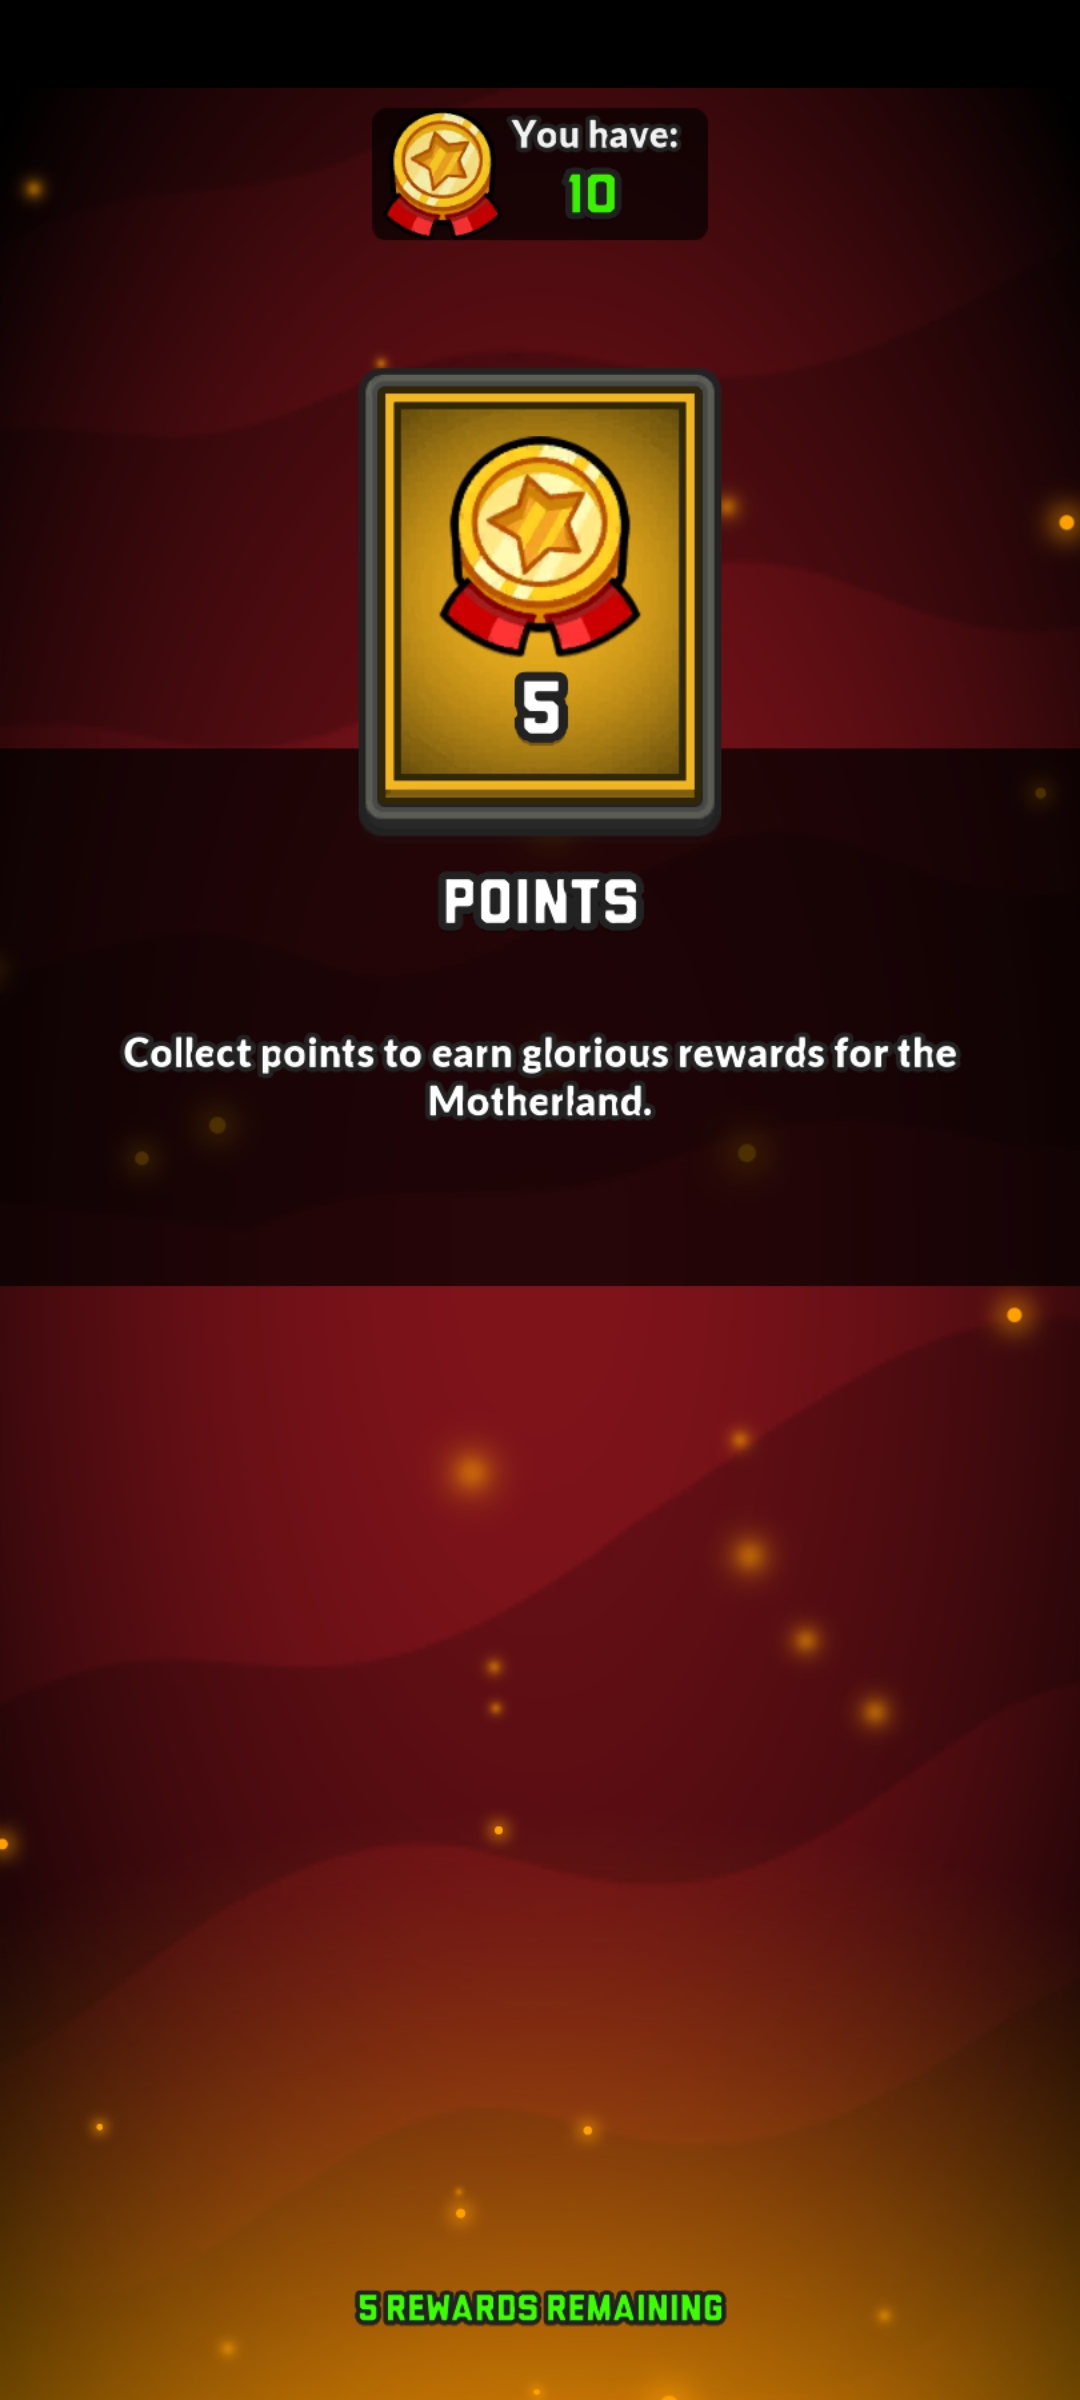 You have:
10
5
POINTS
Collect points to earn glorious rewards for the
Motherland.
5 REWARDS REMAINING